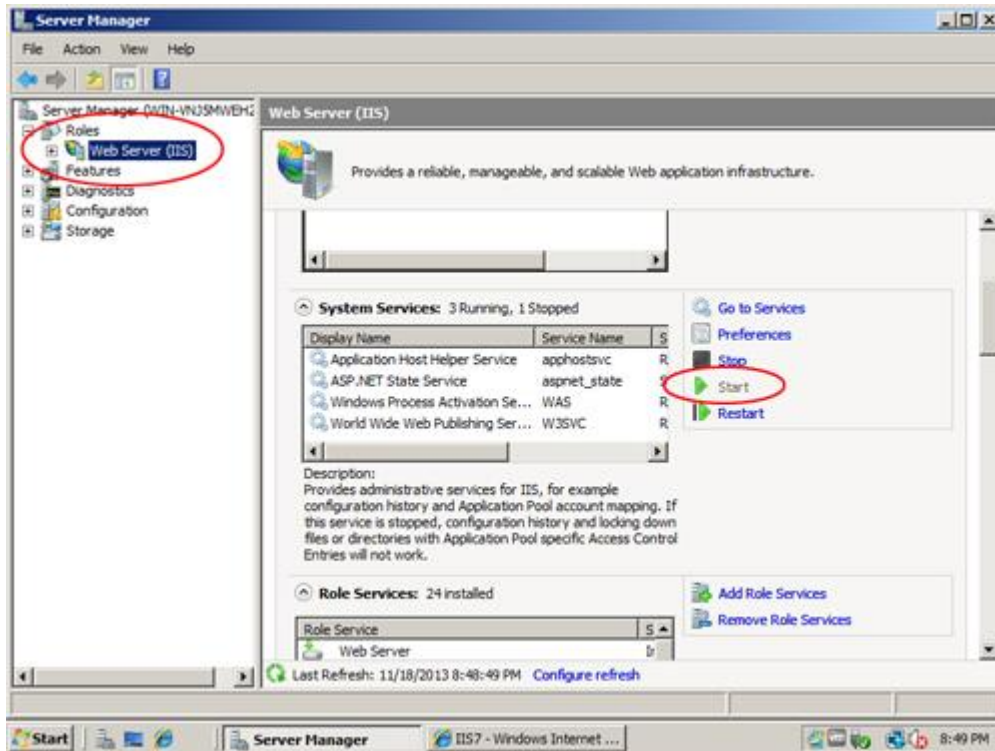 Server Manager
File Action View Help
Server Manager (WIN-VNJ5MWEH2
Roles
Web Server (IIS)
Features
Diagnostics
Configuration
Storage
Web Server (IIS)
Provides a reliable, manageable, and scalable Web application infrastructure.
System Services: 3 Running, 1 Stopped
Display Name Service Name S
Application Host Helper Service apphostsvc R
ASP.NET State Service aspnet_state S
Windows Process Activation Se... WAS R
World Wide Web Publishing Ser... W3SVC R
Go to Services
Preferences
Stop
Start
Restart
Description:
Provides administrative services for IIS, for example
configuration history and Application Pool account mapping. If
this service is stopped, configuration history and locking down
files or directories with Application Pool specific Access Control
Entries will not work.
Role Services: 24 installed
Role Service S
Web Server In
Add Role Services
Remove Role Services
Last Refresh: 11/18/2013 8:48:49 PM Configure refresh
Start Server Manager IIS7 - Windows Internet ... 8:49 PM